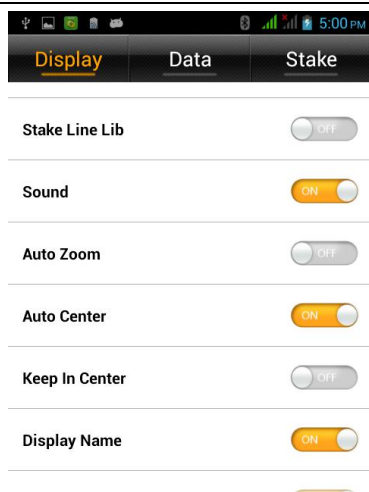 5:00 PM
Display Data Stake
Stake Line Lib OFF
Sound ON
Auto Zoom OFF
Auto Center ON
Keep In Center OFF
Display Name ON